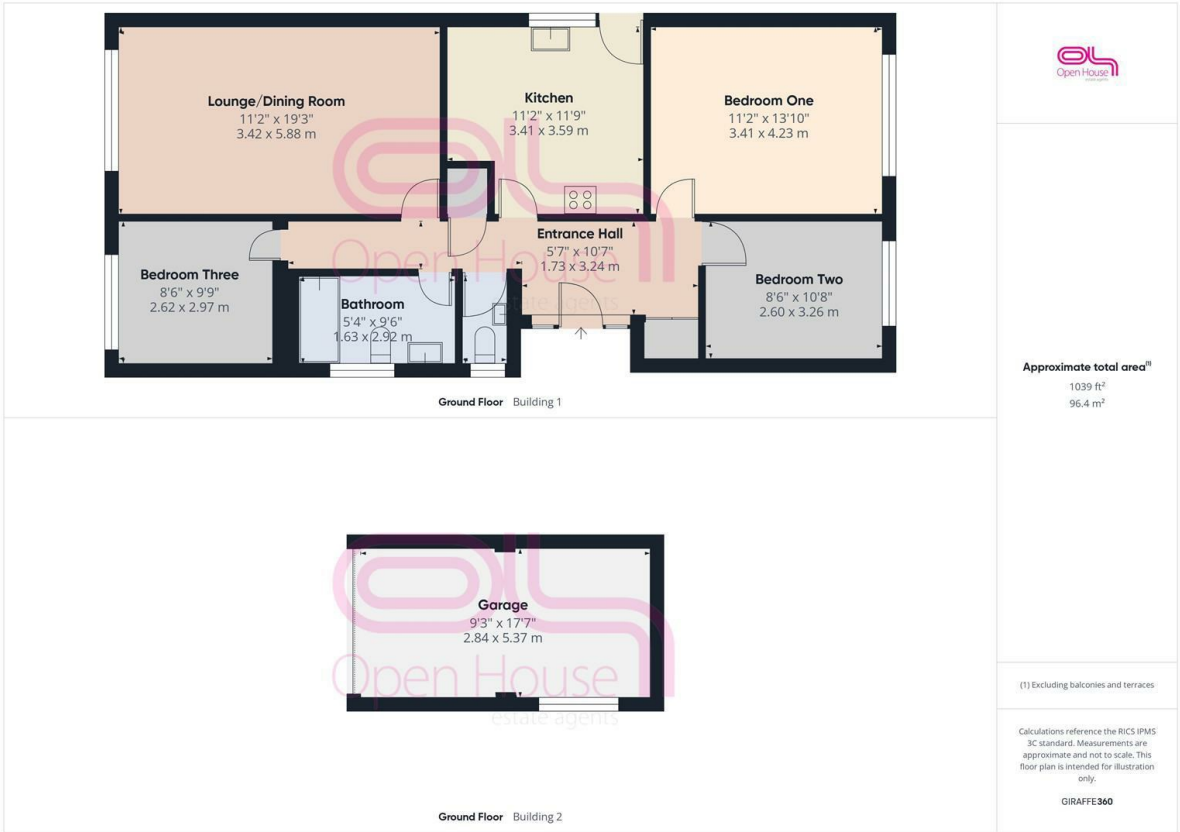 Lounge/Dining Room
11'2" x 19'3"
3.42 x 5.88 m
Kitchen
11'2" x 11'9"
3.41 x 3.59 m
Bedroom One
11'2" x 13'10"
3.41 x 4.23 m
Bedroom Three
8'6" x 9'9"
2.62 x 2.97 m
Bathroom
5'4" x 9'6"
1.63 x 2.92 m
Entrance Hall
5'7" x 10'7"
1.73 x 3.24 m
Bedroom Two
8'6" x 10'8"
2.60 x 3.26 m
Open House
estate agents
Ground Floor Building 1
Garage
9'3" x 17'7"
2.84 x 5.37 m
Open House
estate agents
Ground Floor Building 2
Open House
estate agents
Approximate total area(1)
1039 ft²
96.4 m²
(1) Excluding balconies and terraces
Calculations reference the RICS IPMS
3C standard. Measurements are
approximate and not to scale. This
floor plan is intended for illustration
only.
GIRAFFE360